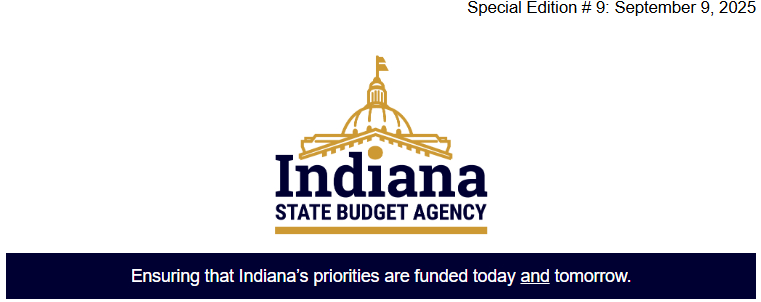 Special Edition # 9: September 9, 2025
Indiana
STATE BUDGET AGENCY
Ensuring that Indiana’s priorities are funded today and tomorrow.